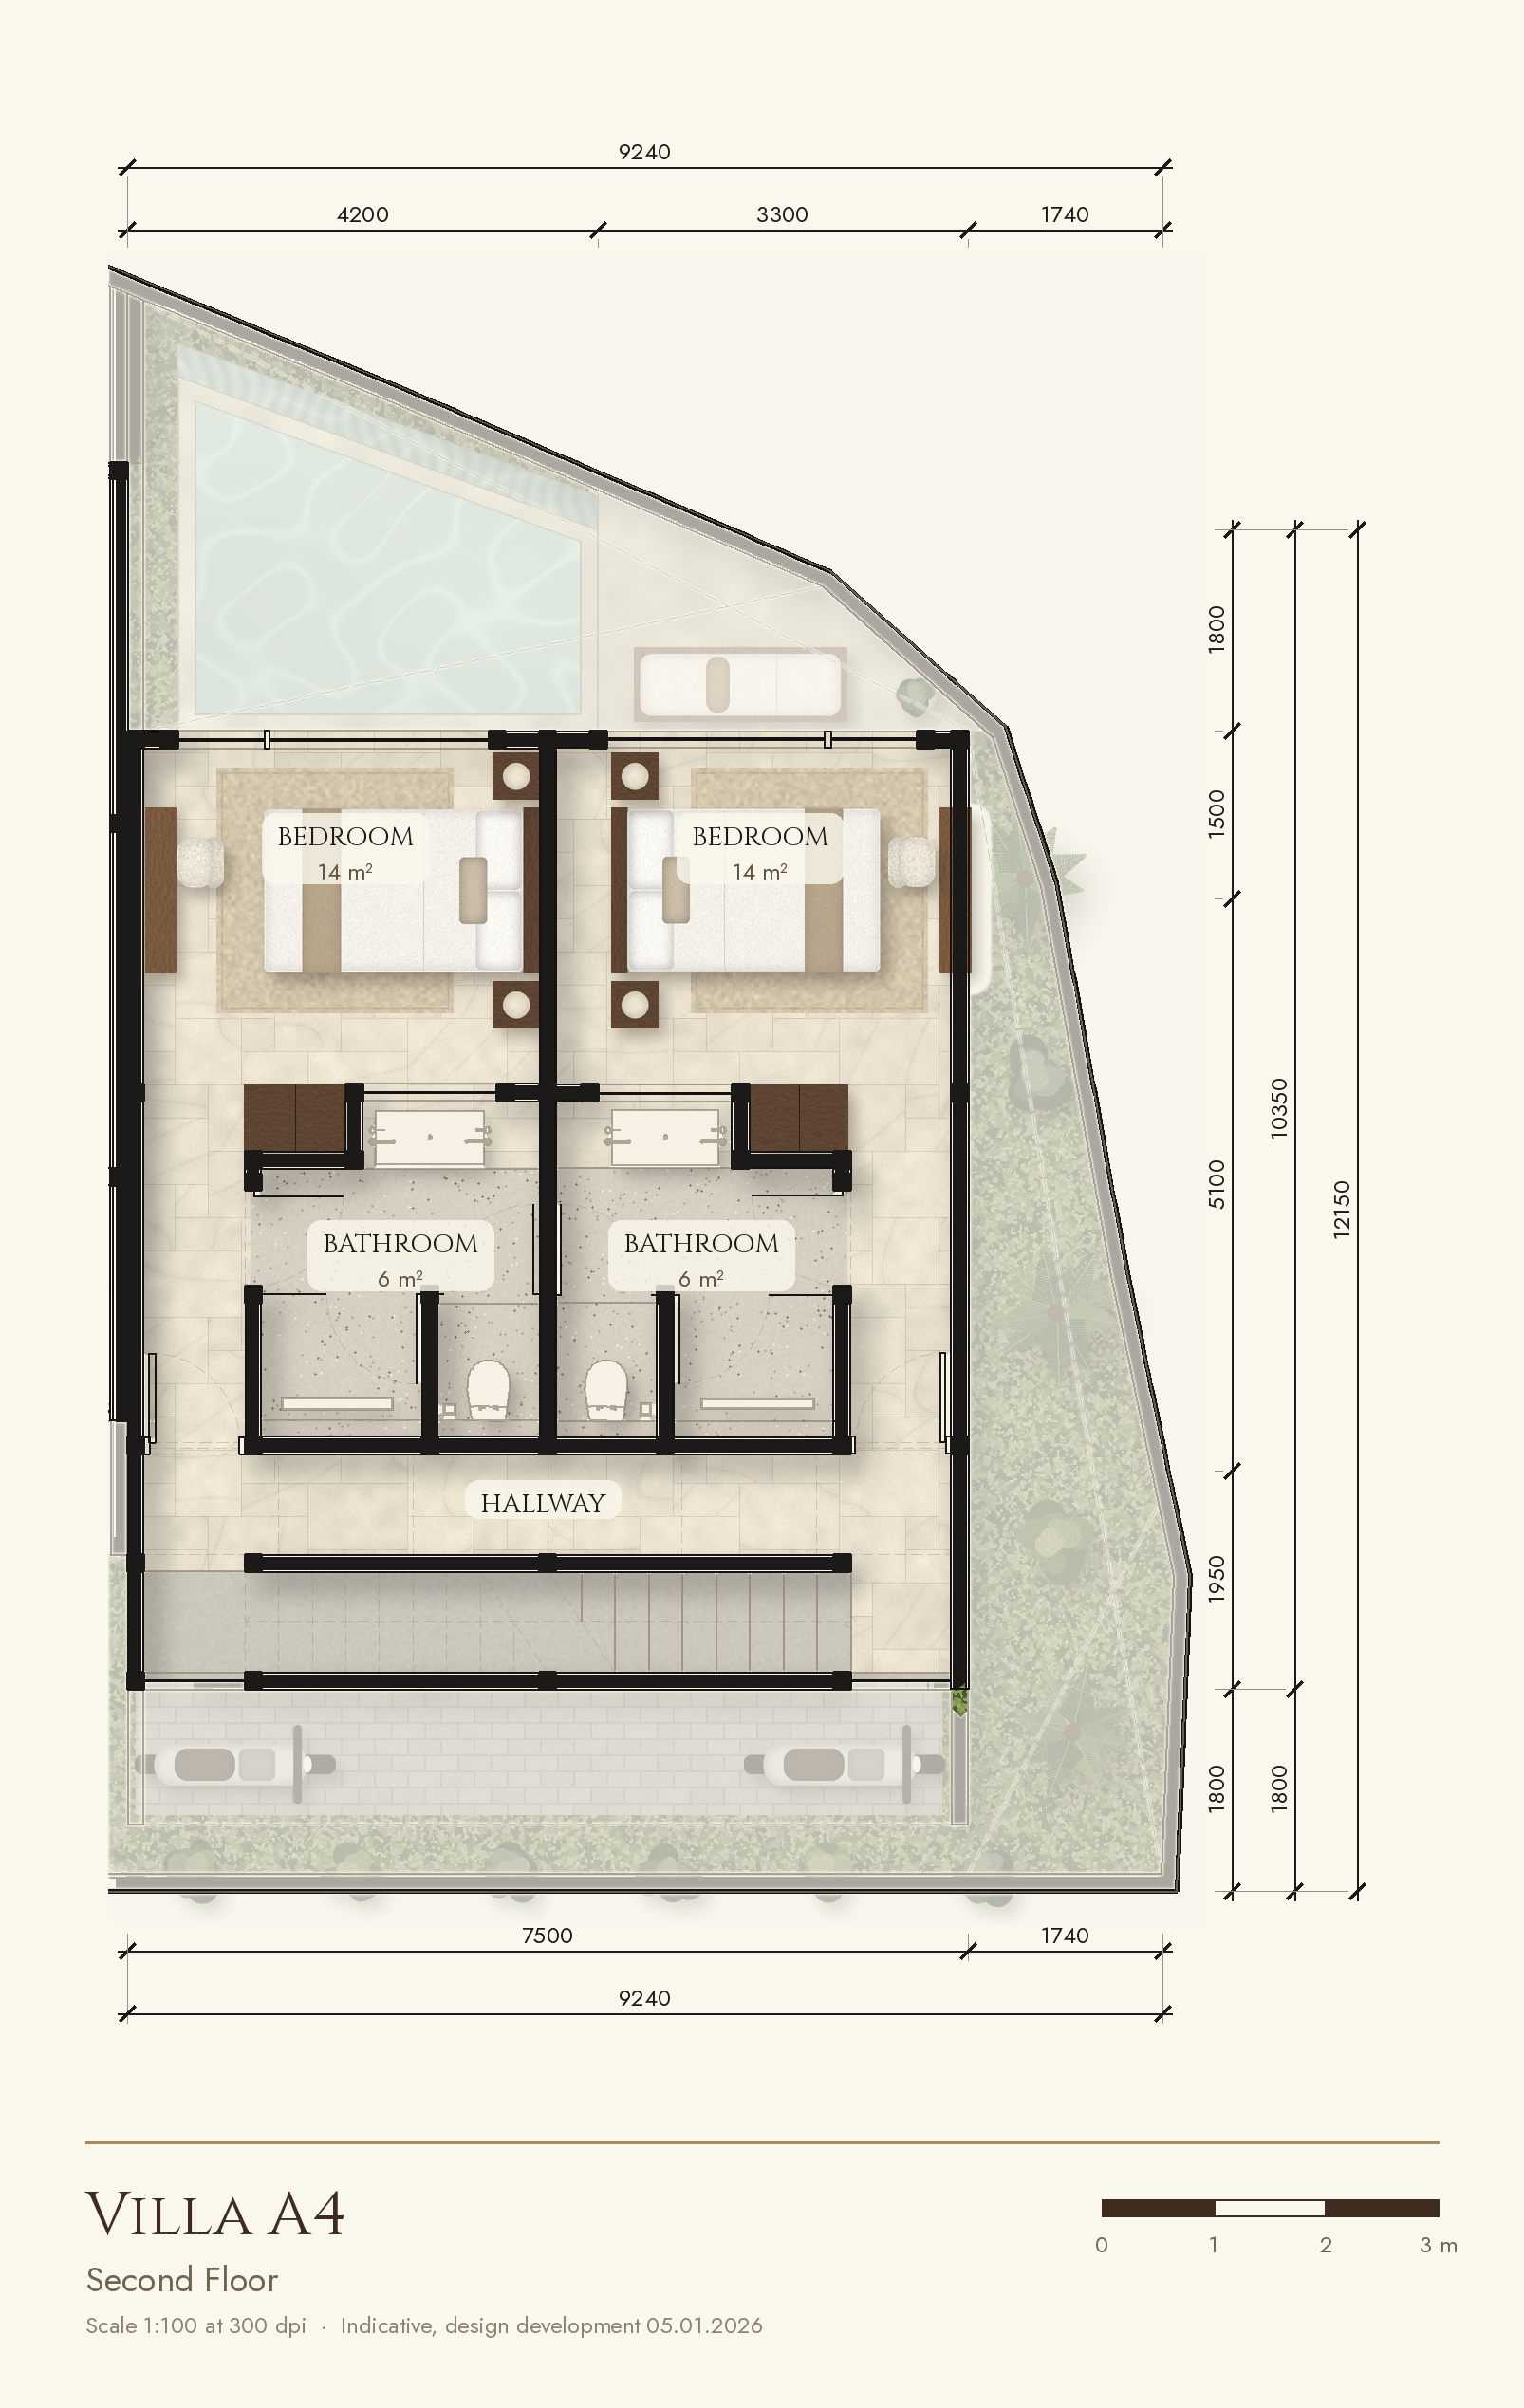 9240
4200 3300 1740
1800
1500
5100
10350
12150
1950
1800
1800
BEDROOM
14 m²
BEDROOM
14 m²
BATHROOM
6 m²
BATHROOM
6 m²
HALLWAY
7500 1740
9240
VILLA A4
Second Floor
Scale 1:100 at 300 dpi · Indicative, design development 05.01.2026
0 1 2 3 m